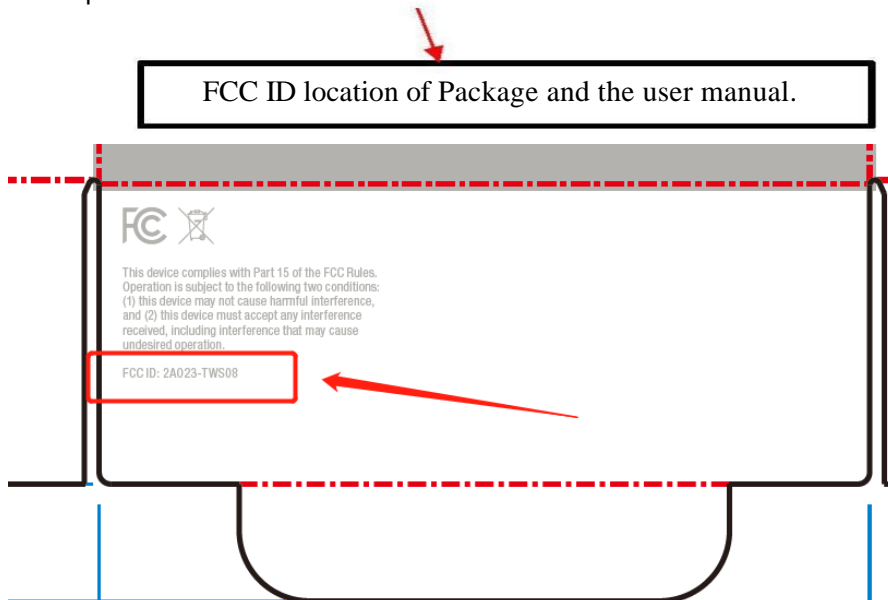 FCC ID location of Package and the user manual.
FC
This device complies with Part 15 of the FCC Rules.
Operation is subject to the following two conditions:
(1) this device may not cause harmful interference,
and (2) this device must accept any interference
received, including interference that may cause
undesired operation.
FCC ID: 2AO23-TWS08